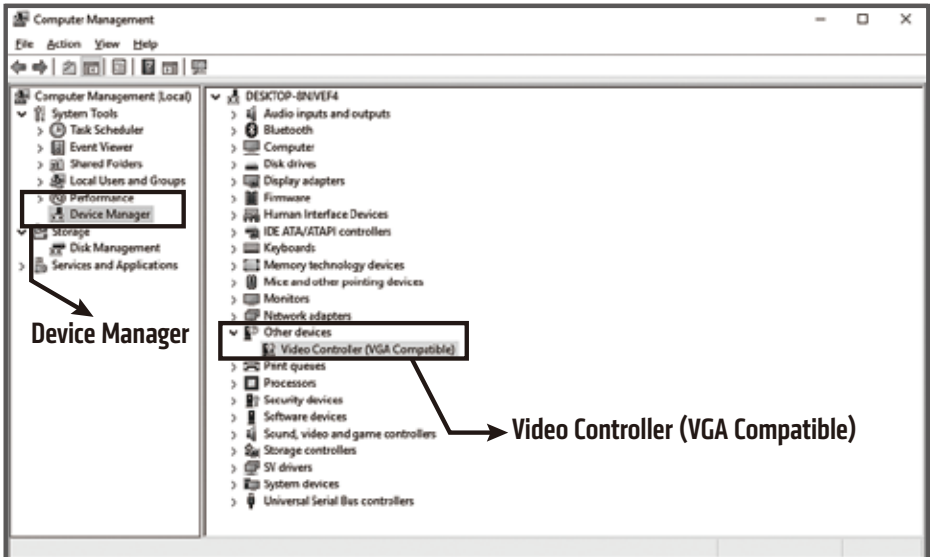 Computer Management
File Action View Help
Computer Management (Local)
System Tools
Task Scheduler
Event Viewer
Shared Folders
Local Users and Groups
Performance
Device Manager
Storage
Disk Management
Services and Applications
Device Manager
DESKTOP-8NIVEF4
Audio inputs and outputs
Bluetooth
Computer
Disk drives
Display adapters
Firmware
Human Interface Devices
IDE ATA/ATAPI controllers
Keyboards
Memory technology devices
Mice and other pointing devices
Monitors
Network adapters
Other devices
Video Controller (VGA Compatible)
Print queues
Processors
Security devices
Software devices
Sound, video and game controllers
Storage controllers
SV drivers
System devices
Universal Serial Bus controllers
Video Controller (VGA Compatible)